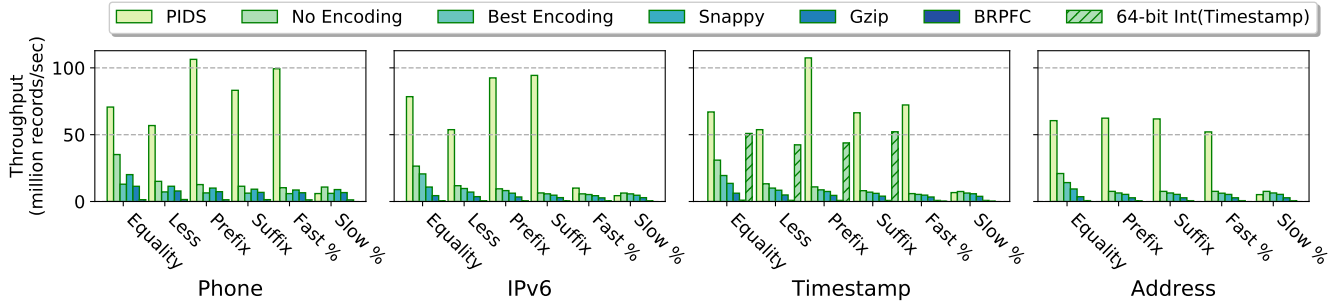 PIDS No Encoding Best Encoding Snappy Gzip BRPFC 64-bit Int(Timestamp)
Throughput
(million records/sec)
100
50
0
Equality Less Prefix Suffix Fast % Slow %
Phone
Equality Less Prefix Suffix Fast % Slow %
IPv6
Equality Less Prefix Suffix Fast % Slow %
Timestamp
Equality Prefix Suffix Fast % Slow %
Address